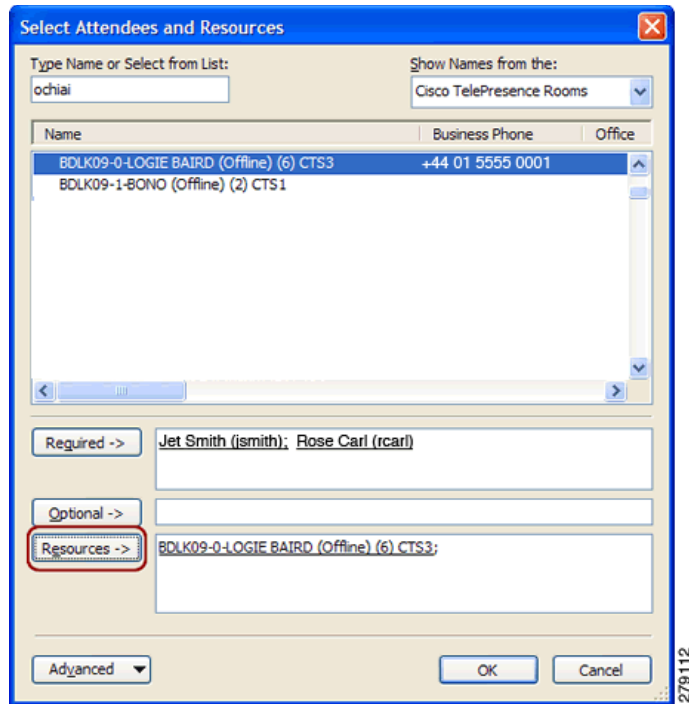 Select Attendees and Resources
Type Name or Select from List:
Show Names from the:
ochiai
Cisco TelePresence Rooms
Name
Business Phone
Office
BDLK09-0-LOGIE BAIRD (Offline) (6) CTS3
+44 01 5555 0001
BDLK09-1-BONO (Offline) (2) CTS1
Required ->
Jet Smith (jsmith); Rose Carl (rcarl)
Optional ->
Resources ->
BDLK09-0-LOGIE BAIRD (Offline) (6) CTS3;
Advanced
OK
Cancel
279112